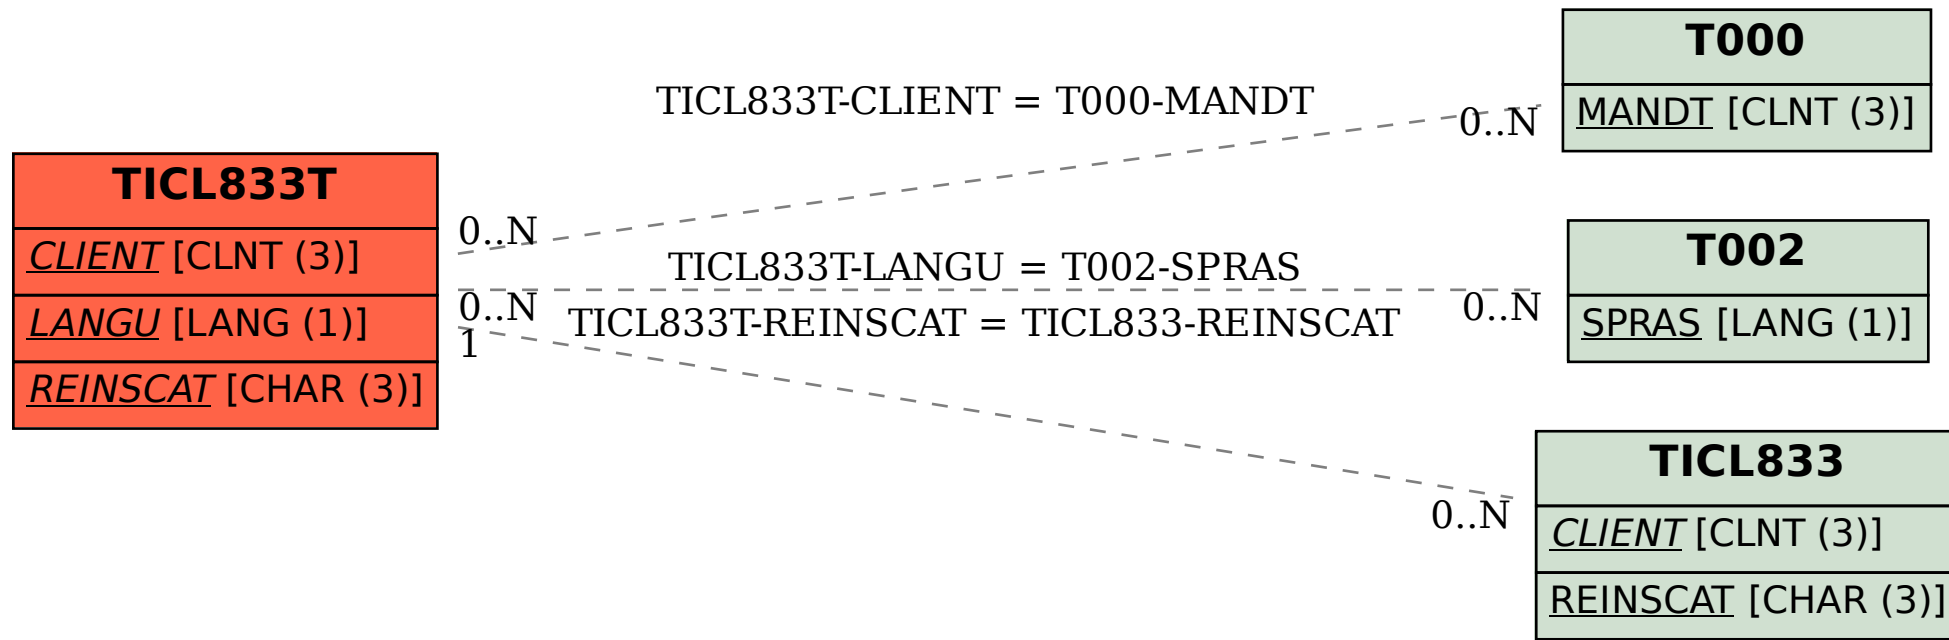 TICL833T
CLIENT [CLNT (3)]
LANGU [LANG (1)]
REINSCAT [CHAR (3)]
TICL833T-CLIENT = T000-MANDT
0..N
0..N
TICL833T-LANGU = T002-SPRAS
0..N
0..N
TICL833T-REINSCAT = TICL833-REINSCAT
1
0..N
T000
MANDT [CLNT (3)]
T002
SPRAS [LANG (1)]
TICL833
CLIENT [CLNT (3)]
REINSCAT [CHAR (3)]